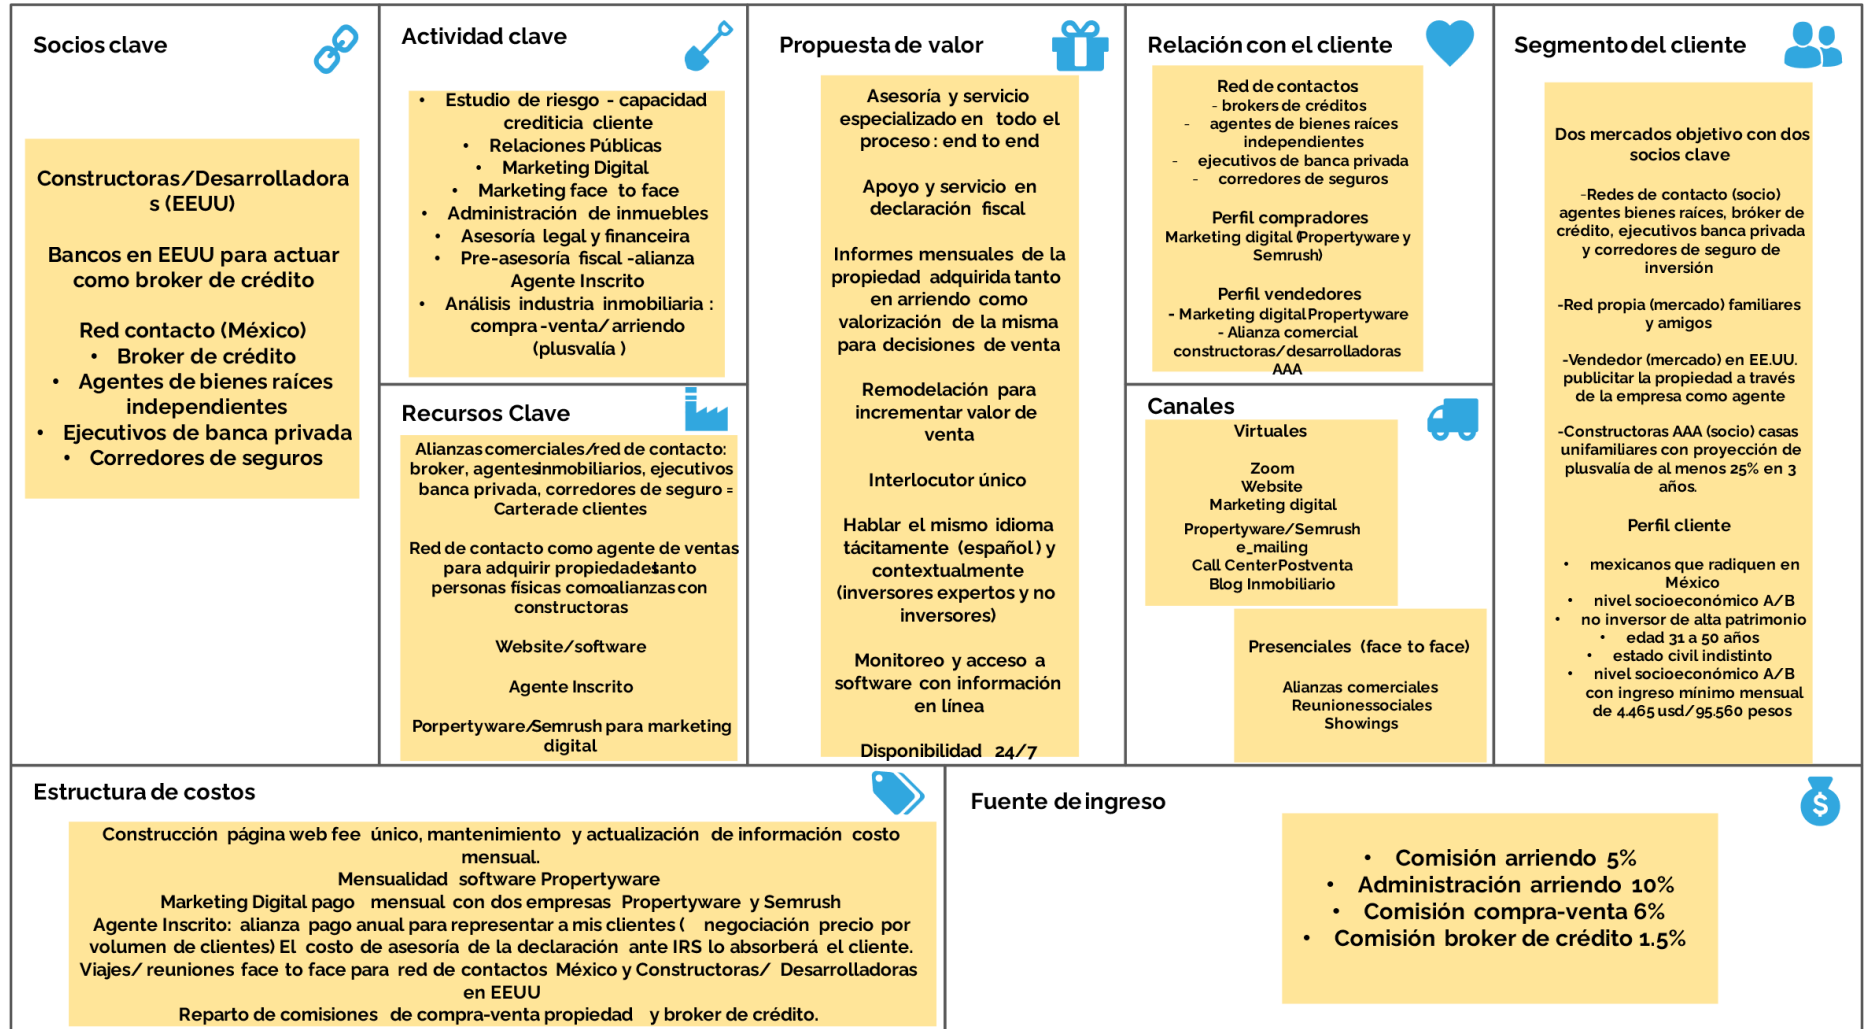 Socios clave
Constructoras/Desarrolladora
s (EEUU)
Bancos en EEUU para actuar
como broker de crédito
Red contacto (México)
• Broker de crédito
• Agentes de bienes raíces
independientes
• Ejecutivos de banca privada
• Corredores de seguros
Actividad clave
• Estudio de riesgo - capacidad
crediticia cliente
• Relaciones Públicas
• Marketing Digital
• Marketing face to face
• Administración de inmuebles
• Asesoría legal y financeira
• Pre-asesoría fiscal -alianza
Agente Inscrito
• Análisis industria inmobiliaria :
compra -venta/ arriendo
(plusvalía )
Recursos Clave
Alianzas comerciales/red de contacto:
broker, agentes inmobiliarios, ejecutivos
banca privada, corredores de seguro =
Cartera de clientes
Red de contacto como agente de ventas
para adquirir propiedades tanto
personas físicas como alianzas con
constructoras
Website/software
Agente Inscrito
Porpertyware/Semrush para marketing
digital
Propuesta de valor
Asesoría y servicio
especializado en todo el
proceso : end to end
Apoyo y servicio en
declaración fiscal
Informes mensuales de la
propiedad adquirida tanto
en arriendo como
valorización de la misma
para decisiones de venta
Remodelación para
incrementar valor de
venta
Interlocutor único
Hablar el mismo idioma
tácitamente (español ) y
contextualmente
(inversores expertos y no
inversores)
Monitoreo y acceso a
software con información
en línea
Disponibilidad 24/7
Relación con el cliente
Red de contactos
- brokers de créditos
- agentes de bienes raíces
independientes
- ejecutivos de banca privada
- corredores de seguros
Perfil compradores
Marketing digital (Propertyware y
Semrush)
Perfil vendedores
- Marketing digital Propertyware
- Alianza comercial
constructoras/desarrolladoras
AAA
Canales
Virtuales
Zoom
Website
Marketing digital
Propertyware/Semrush
e_mailing
Call Center Postventa
Blog Inmobiliario
Presenciales (face to face)
Alianzas comerciales
Reuniones sociales
Showings
Segmento del cliente
Dos mercados objetivo con dos
socios clave
-Redes de contacto (socio)
agentes bienes raíces, bróker de
crédito, ejecutivos banca privada
y corredores de seguro de
inversión
-Red propia (mercado) familiares
y amigos
-Vendedor (mercado) en EE.UU.
publicitar la propiedad a través
de la empresa como agente
-Constructoras AAA (socio) casas
unifamiliares con proyección de
plusvalía de al menos 25% en 3
años.
Perfil cliente
• mexicanos que radiquen en
México
• nivel socioeconómico A/B
• no inversor de alta patrimonio
• edad 31 a 50 años
• estado civil indistinto
• nivel socioeconómico A/B
con ingreso mínimo mensual
de 4.465 usd/95.560 pesos
Estructura de costos
Construcción página web fee único, mantenimiento y actualización de información costo
mensual.
Mensualidad software Propertyware
Marketing Digital pago mensual con dos empresas Propertyware y Semrush
Agente Inscrito: alianza pago anual para representar a mis clientes ( negociación precio por
volumen de clientes) El costo de asesoría de la declaración ante IRS lo absorberá el cliente.
Viajes/ reuniones face to face para red de contactos México y Constructoras/ Desarrolladoras
en EEUU
Reparto de comisiones de compra-venta propiedad y broker de crédito.
Fuente de ingreso
• Comisión arriendo 5%
• Administración arriendo 10%
• Comisión compra-venta 6%
• Comisión broker de crédito 1.5%
$